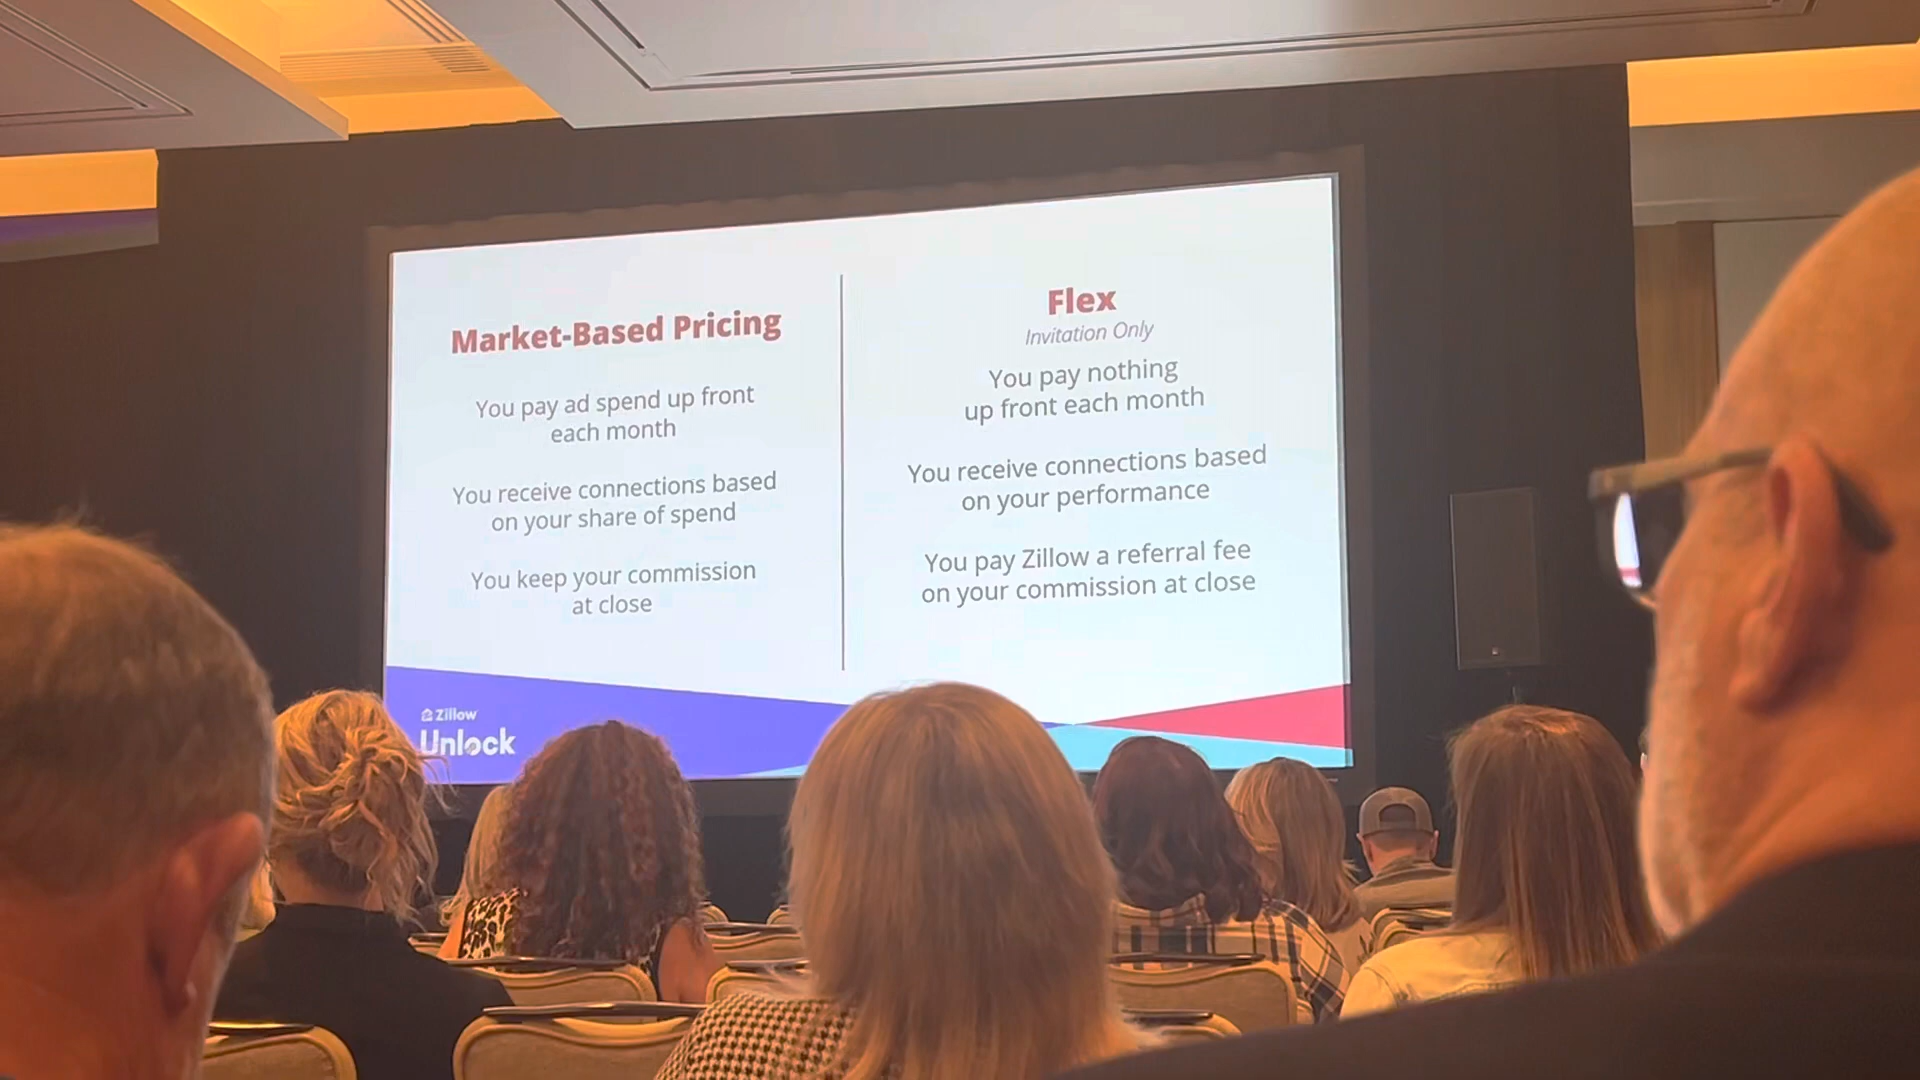 Market-Based Pricing
You pay ad spend up front
each month
You receive connections based
on your share of spend
You keep your commission
at close
Flex
Invitation Only
You pay nothing
up front each month
You receive connections based
on your performance
You pay Zillow a referral fee
on your commission at close
Zillow
Unlock